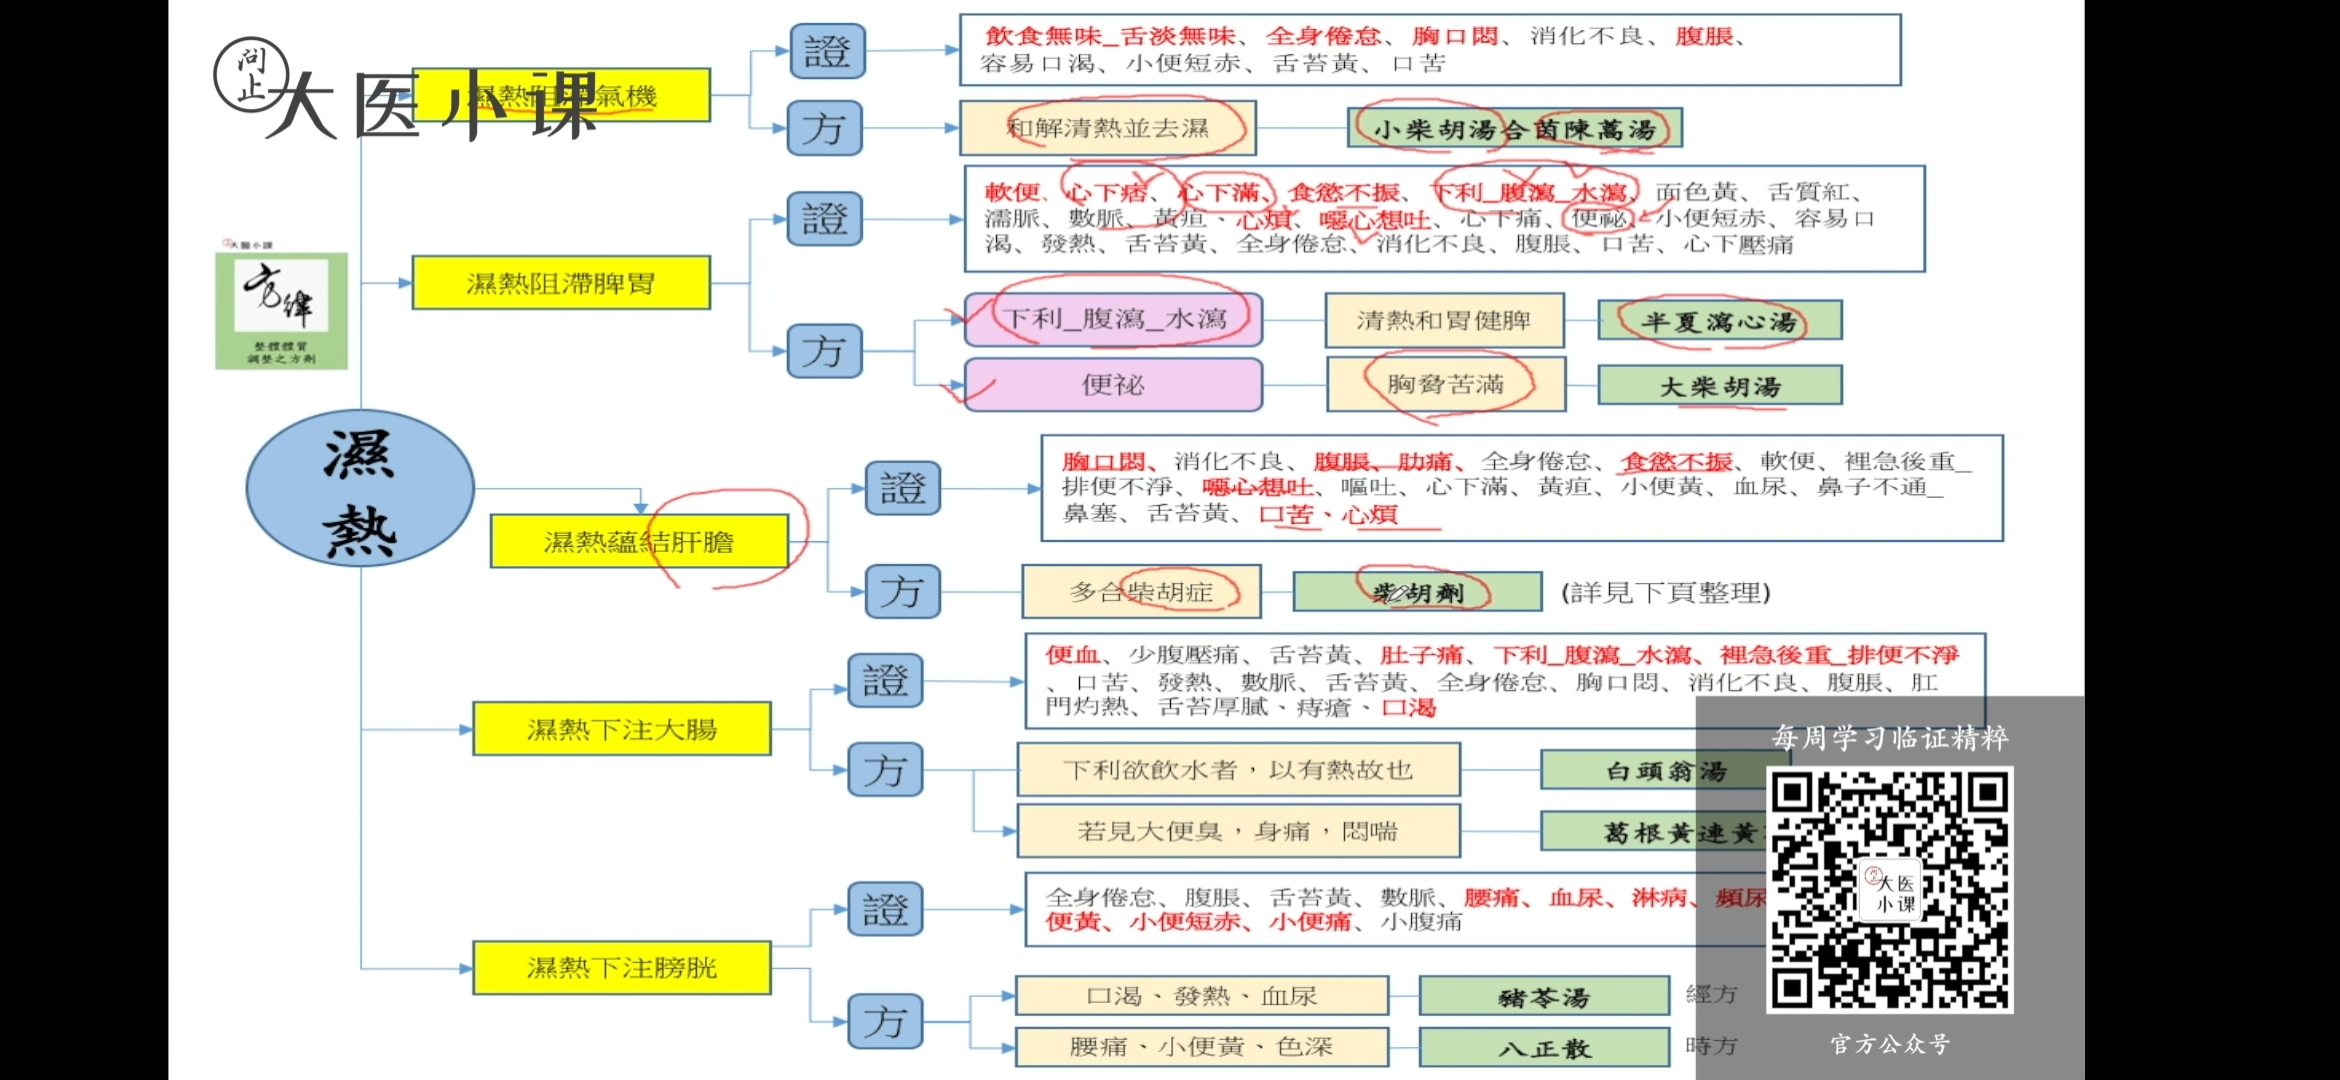 問止
大医小课
濕熱阻滯氣機
證
飲食無味_舌淡無味、全身倦怠、胸口悶、消化不良、腹脹、
容易口渴、小便短赤、舌苔黃、口苦
方
和解清熱並去濕
小柴胡湯合茵陳蒿湯
濕熱阻滯脾胃
證
軟便、心下痞、心下滿、食慾不振、下利_腹瀉_水瀉、面色黃、舌質紅、
濡脈、數脈、黃疸、心煩、噁心想吐、心下痛、便祕、小便短赤、容易口
渴、發熱、舌苔黃、全身倦怠、消化不良、腹脹、口苦、心下壓痛
方
下利_腹瀉_水瀉
清熱和胃健脾
半夏瀉心湯
便祕
胸脅苦滿
大柴胡湯
大醫小課
方律
整體體質
調整之方劑
濕
熱
濕熱蘊結肝膽
證
胸口悶、消化不良、腹脹、肋痛、全身倦怠、食慾不振、軟便、裡急後重_
排便不淨、噁心想吐、嘔吐、心下滿、黃疸、小便黃、血尿、鼻子不通_
鼻塞、舌苔黃、口苦、心煩
方
多合柴胡症
柴胡劑
(詳見下頁整理)
濕熱下注大腸
證
便血、少腹壓痛、舌苔黃、肚子痛、下利_腹瀉_水瀉、裡急後重_排便不淨
、口苦、發熱、數脈、舌苔黃、全身倦怠、胸口悶、消化不良、腹脹、肛
門灼熱、舌苔厚膩、痔瘡、口渴
方
下利欲飲水者，以有熱故也
白頭翁湯
若見大便臭，身痛，悶喘
葛根黃連黃
濕熱下注膀胱
證
全身倦怠、腹脹、舌苔黃、數脈、腰痛、血尿、淋病、頻尿
便黃、小便短赤、小便痛、小腹痛
方
口渴、發熱、血尿
豬苓湯
經方
腰痛、小便黃、色深
八正散
時方
每周学习临证精粹
大医
小课
官方公众号